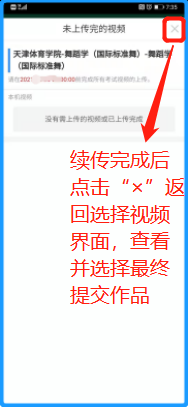 7:35
未上传完的视频
天津体育学院-舞蹈学（国际标准舞）-舞蹈学
（国际标准舞）
本机视频
没有需上传的视频或已上传完成
续传完成后
点击“×”返
回选择视频
界面，查看
并选择最终
提交作品